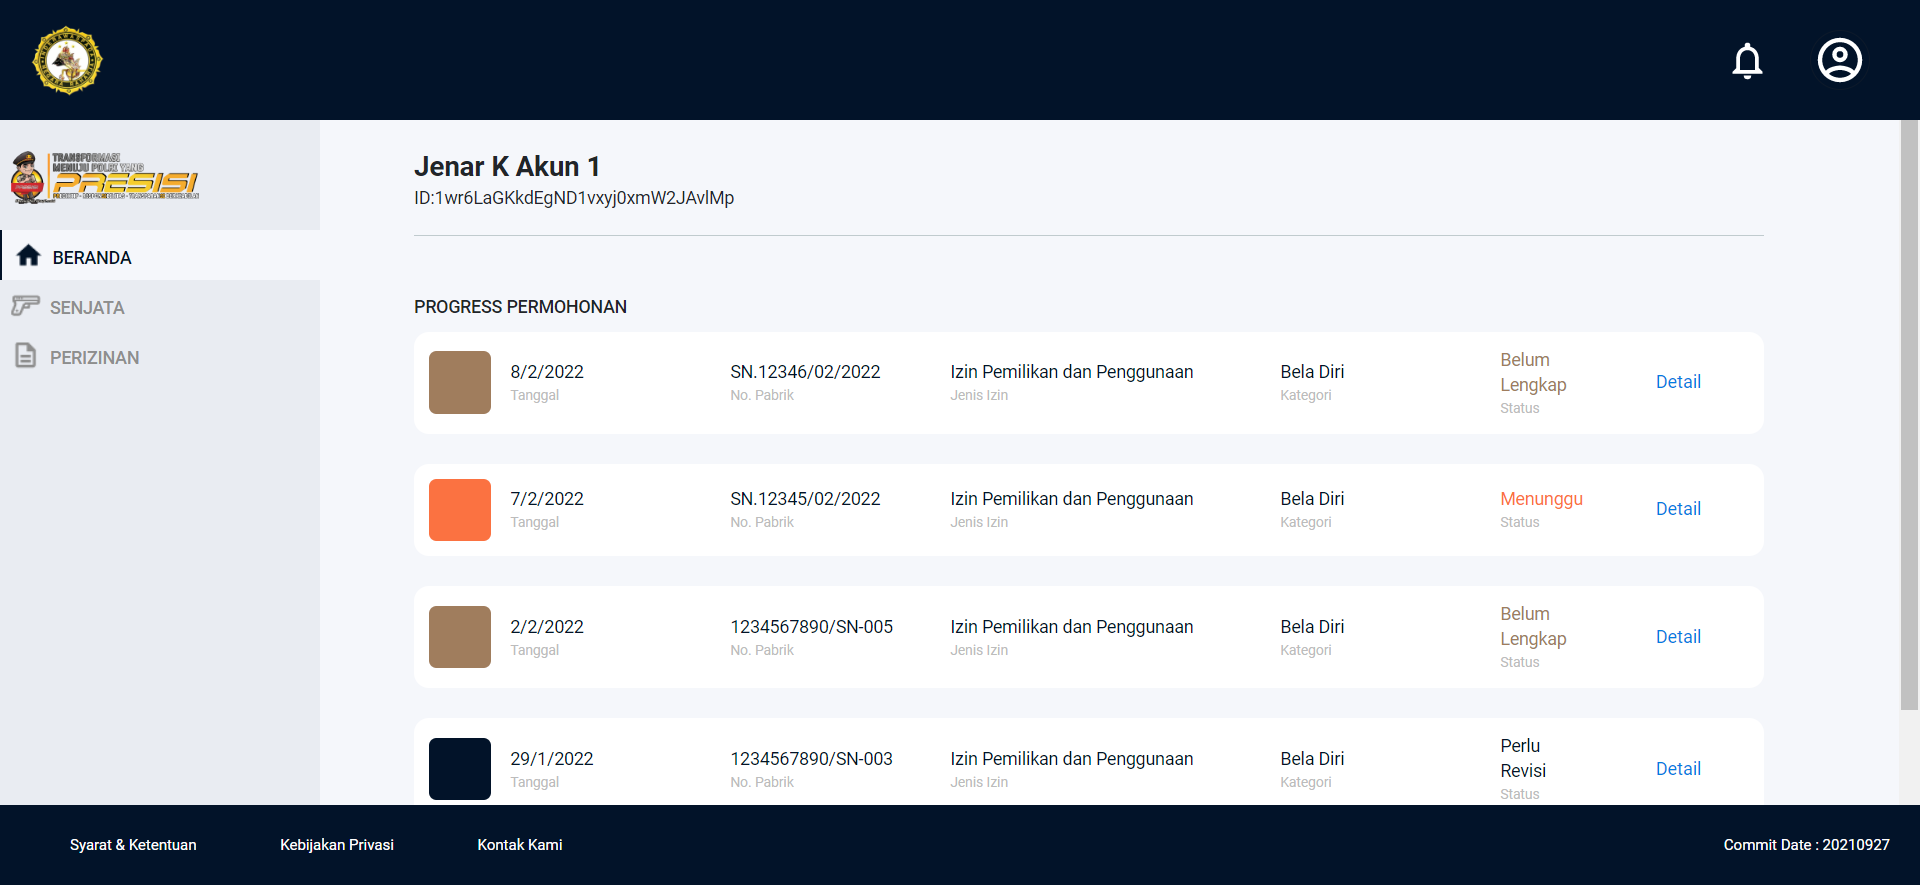 TRANSFORMASI
MENUJU POLRI YANG
PRESISI
Jenar K Akun 1
ID:1wr6LaGKkdEgND1vxyj0xmW2JAvlMp
BERANDA
SENJATA
PERIZINAN
PROGRESS PERMOHONAN
8/2/2022 SN.12346/02/2022 Izin Pemilikan dan Penggunaan Bela Diri Belum
Lengkap
Tanggal No. Pabrik Jenis Izin Kategori Status
Detail
7/2/2022 SN.12345/02/2022 Izin Pemilikan dan Penggunaan Bela Diri Menunggu
Tanggal No. Pabrik Jenis Izin Kategori Status
Detail
2/2/2022 1234567890/SN-005 Izin Pemilikan dan Penggunaan Bela Diri Belum
Lengkap
Tanggal No. Pabrik Jenis Izin Kategori Status
Detail
29/1/2022 1234567890/SN-003 Izin Pemilikan dan Penggunaan Bela Diri Perlu
Revisi
Tanggal No. Pabrik Jenis Izin Kategori Status
Detail
Syarat & Ketentuan Kebijakan Privasi Kontak Kami Commit Date : 20210927